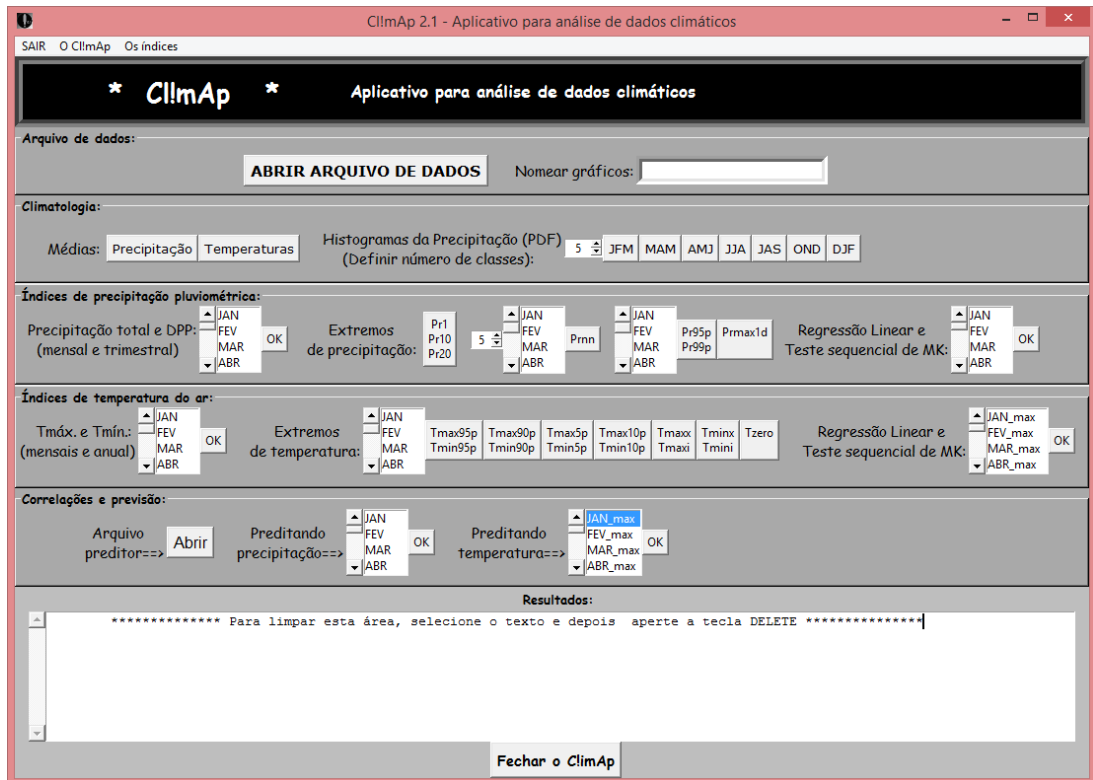 Cl!mAp 2.1 - Aplicativo para análise de dados climáticos
SAIR O Cl!mAp Os índices
* Cl!mAp * Aplicativo para análise de dados climáticos
Arquivo de dados:
ABRIR ARQUIVO DE DADOS Nomear gráficos:
Climatologia:
Médias: Precipitação Temperaturas
Histogramas da Precipitação (PDF)
(Definir número de classes):
5 JFM MAM AMJ JJA JAS OND DJF
Índices de precipitação pluviométrica:
Precipitação total e DPP:
(mensal e trimestral)
JAN
FEV
MAR
ABR
OK
Extremos
de precipitação:
Pr1
Pr10
Pr20
5
JAN
FEV
MAR
ABR
Prnn
JAN
FEV
MAR
ABR
Pr95p
Pr99p
Prmax1d
Regressão Linear e
Teste sequencial de MK:
JAN
FEV
MAR
ABR
OK
Índices de temperatura do ar:
Tmáx. e Tmín.:
(mensais e anual)
JAN
FEV
MAR
ABR
OK
Extremos
de temperatura:
JAN
FEV
MAR
ABR
Tmax95p
Tmin95p
Tmax90p
Tmin90p
Tmax5p
Tmin5p
Tmax10p
Tmin10p
Tmaxx
Tmaxi
Tminx
Tmini
Tzero
Regressão Linear e
Teste sequencial de MK:
JAN_max
FEV_max
MAR_max
ABR_max
OK
Correlações e previsão:
Arquivo
preditor==>
Abrir
Preditando
precipitação==>
JAN
FEV
MAR
ABR
OK
Preditando
temperatura==>
JAN_max
FEV_max
MAR_max
ABR_max
OK
Resultados:
************** Para limpar esta área, selecione o texto e depois aperte a tecla DELETE ***************
Fechar o Cl!mAp